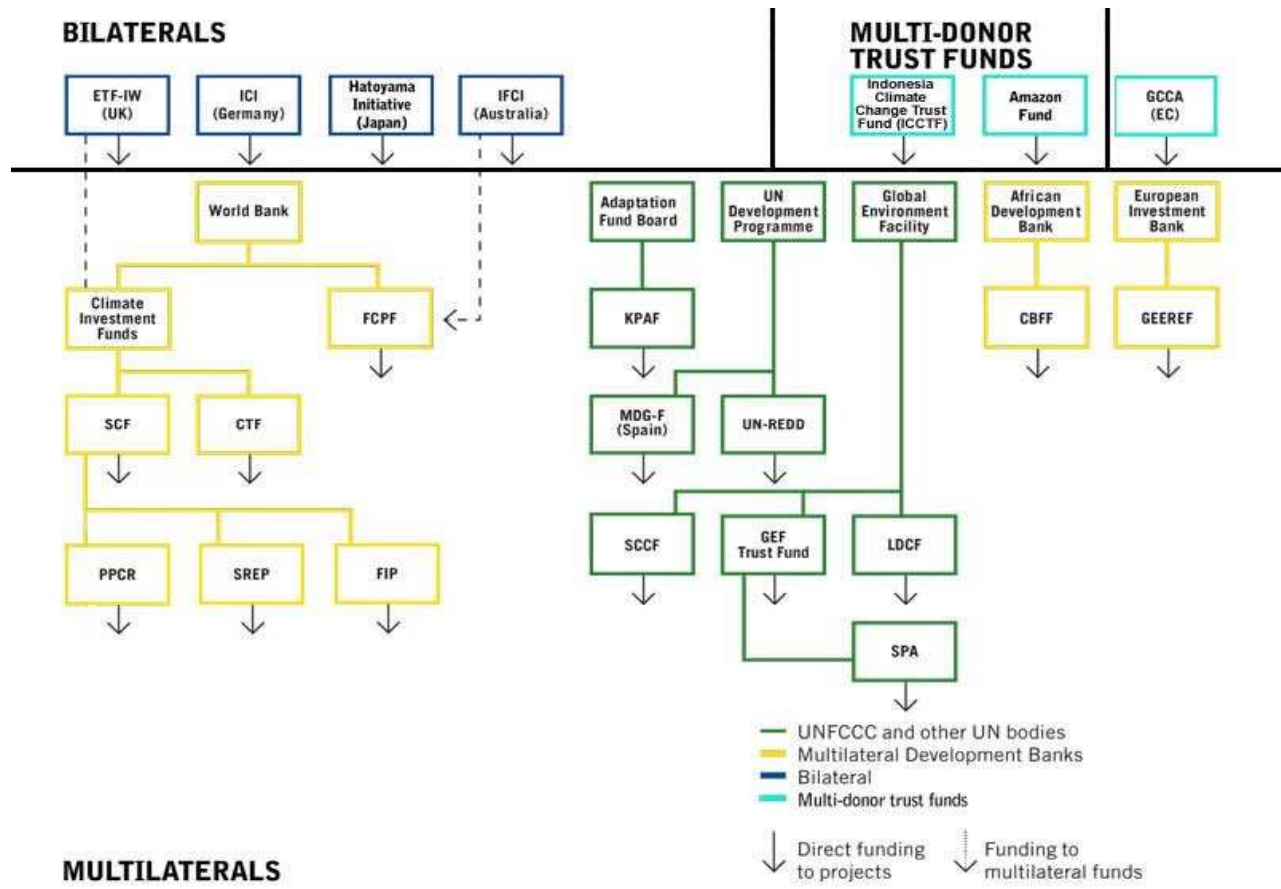 BILATERALS
MULTI-DONOR
TRUST FUNDS
ETF-IW
(UK)
ICI
(Germany)
Hatoyama
Initiative
(Japan)
IFCI
(Australia)
Indonesia
Climate
Change Trust
Fund (ICCTF)
Amazon
Fund
GCCA
(EC)
World Bank
Adaptation
Fund Board
UN
Development
Programme
Global
Environment
Facility
African
Development
Bank
European
Investment
Bank
Climate
Investment
Funds
FCPF
KPAF
CBFF
GEEREF
SCF
CTF
MDG-F
(Spain)
UN-REDD
PPCR
SREP
FIP
SCCF
GEF
Trust Fund
LDCF
SPA
UNFCCC and other UN bodies
Multilateral Development Banks
Bilateral
Multi-donor trust funds
Direct funding
to projects
Funding to
multilateral funds
MULTILATERALS